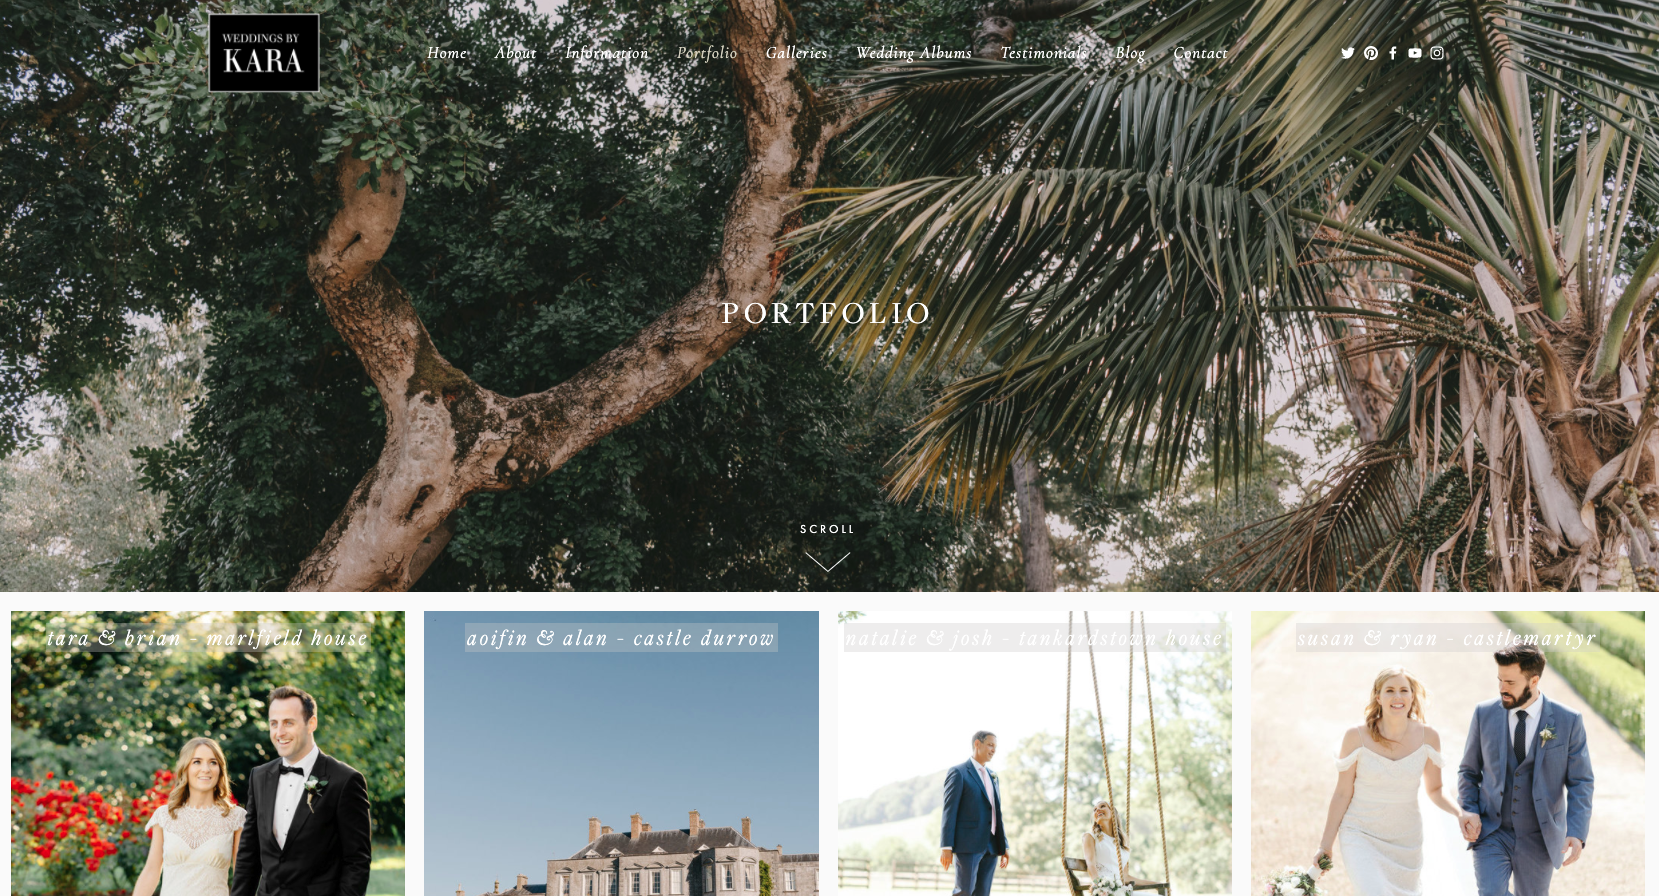 WEDDINGS BY
KARA
Home About Information Portfolio Galleries Wedding Albums Testimonials Blog Contact
PORTFOLIO
SCROLL
tara & brian - marlfield house
aoifin & alan - castle durrow
natalie & josh - tankardstown house
susan & ryan - castlemartyr